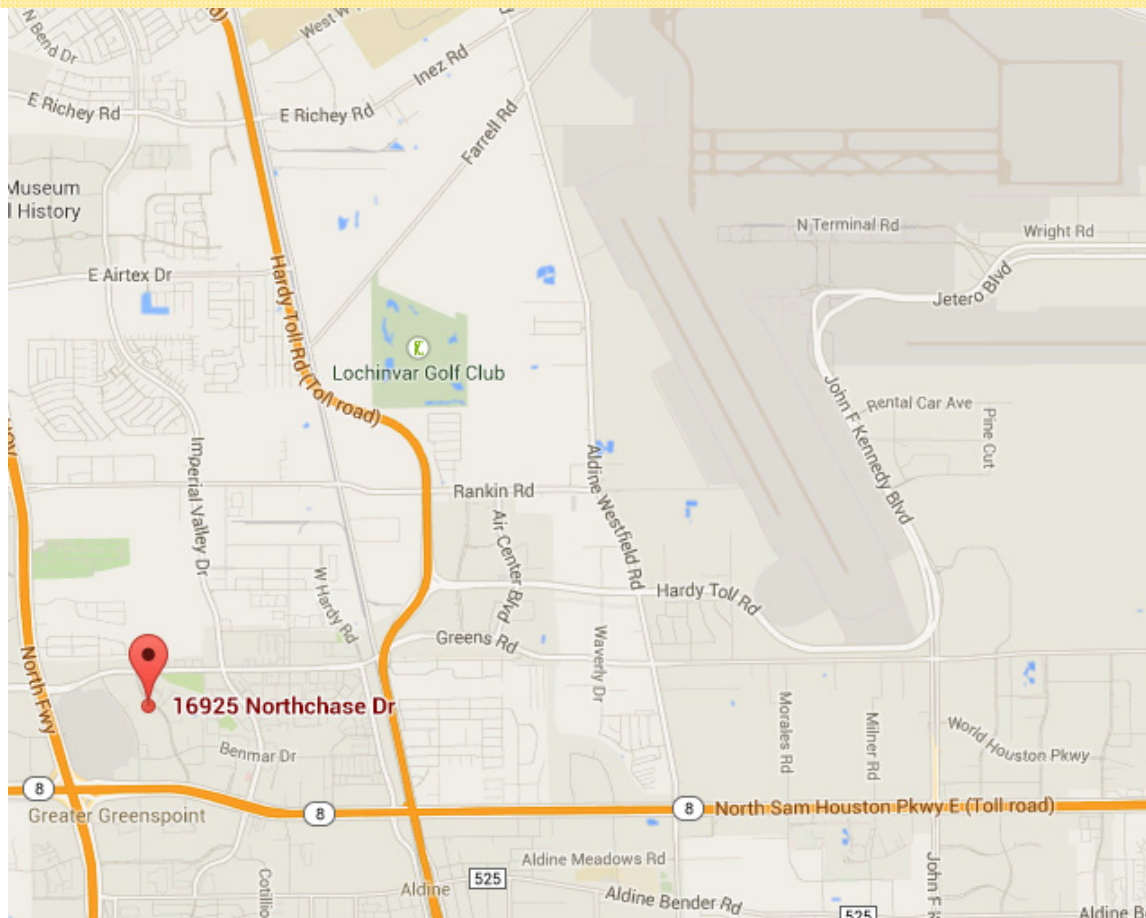 N Bend Dr
West W
Inez Rd
E Richey Rd
E Richey Rd
Farrell Rd
Museum
l History
N Terminal Rd
Wright Rd
E Airtex Dr
Jetero Blvd
Hardy Toll Rd (Toll road)
Lochinvar Golf Club
John F Kennedy Blvd
Rental Car Ave
Pine Cut
Imperial Valley Dr
Aldine Westfield Rd
Rankin Rd
Air Center Blvd
W Hardy Rd
Hardy Toll Rd
Greens Rd
Waverly Dr
North Fwy
16925 Northchase Dr
Morales Rd
Milner Rd
World Houston Pkwy
Benmar Dr
8
8
8
North Sam Houston Pkwy E (Toll road)
Greater Greenspoint
Aldine Meadows Rd
John F K
Cotillio
Aldine
525
Aldine Bender Rd
525
Aldine B